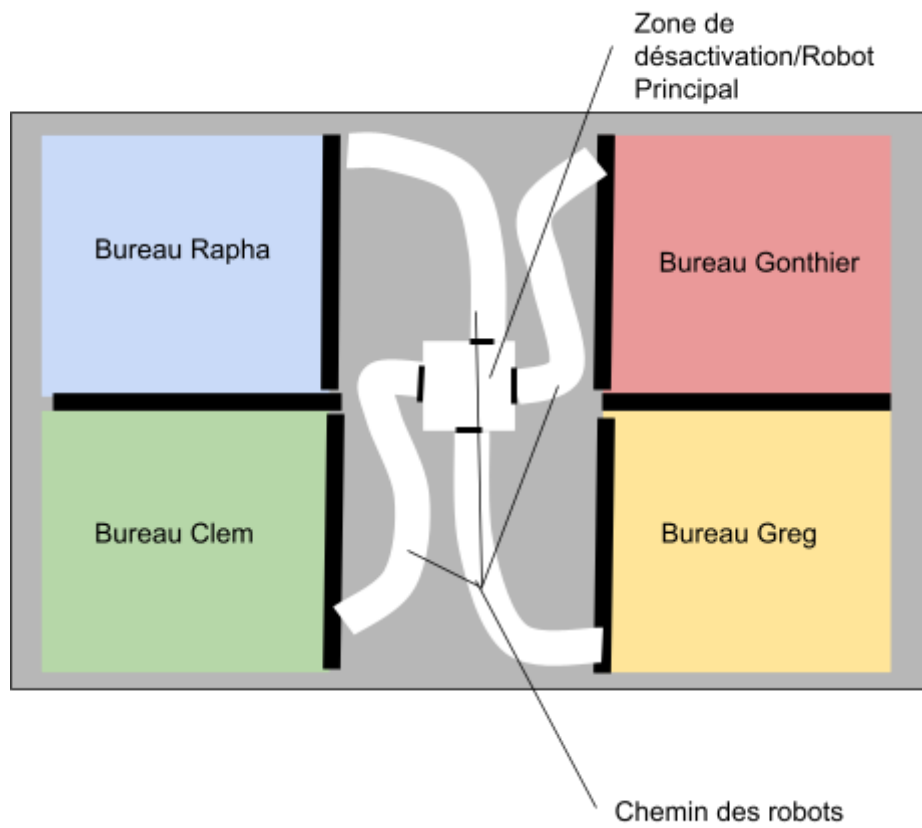 Zone de
désactivation/Robot
Principal
Bureau Rapha
Bureau Gonthier
Bureau Clem
Bureau Greg
Chemin des robots